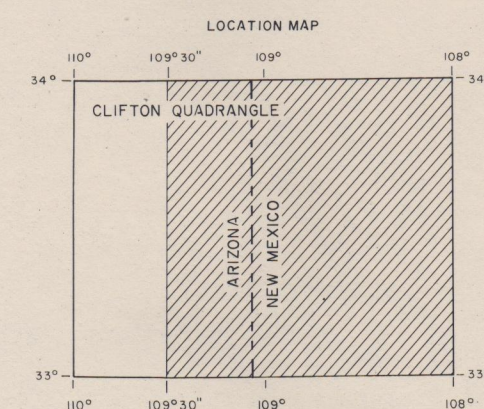 LOCATION MAP
110° 109°30" 109° 108°
34° 34
CLIFTON QUADRANGLE
ARIZONA
NEW MEXICO
33° 33
110° 109°30" 109° 108°